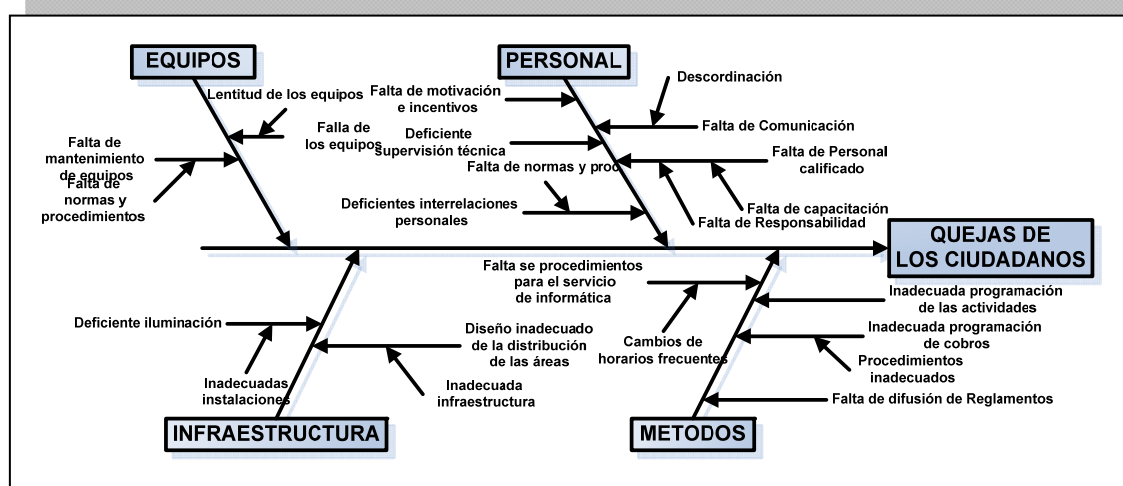 EQUIPOS
Lentitud de los equipos
Falla de
los equipos
Falta de
mantenimiento
de equipos
Falta de
normas y
procedimientos
PERSONAL
Falta de motivación
e incentivos
Descordinación
Falta de Comunicación
Deficiente
supervisión técnica
Falta de Personal
calificado
Falta de normas y proc
Falta de capacitación
Falta de Responsabilidad
Deficientes interrelaciones
personales
QUEJAS DE
LOS CIUDADANOS
Deficiente iluminación
Inadecuadas
instalaciones
Diseño inadecuado
de la distribución
de las áreas
Inadecuada
infraestructura
INFRAESTRUCTURA
Falta se procedimientos
para el servicio
de informática
Cambios de
horarios frecuentes
Inadecuada programación
de las actividades
Inadecuada programación
de cobros
Procedimientos
inadecuados
Falta de difusión de Reglamentos
METODOS